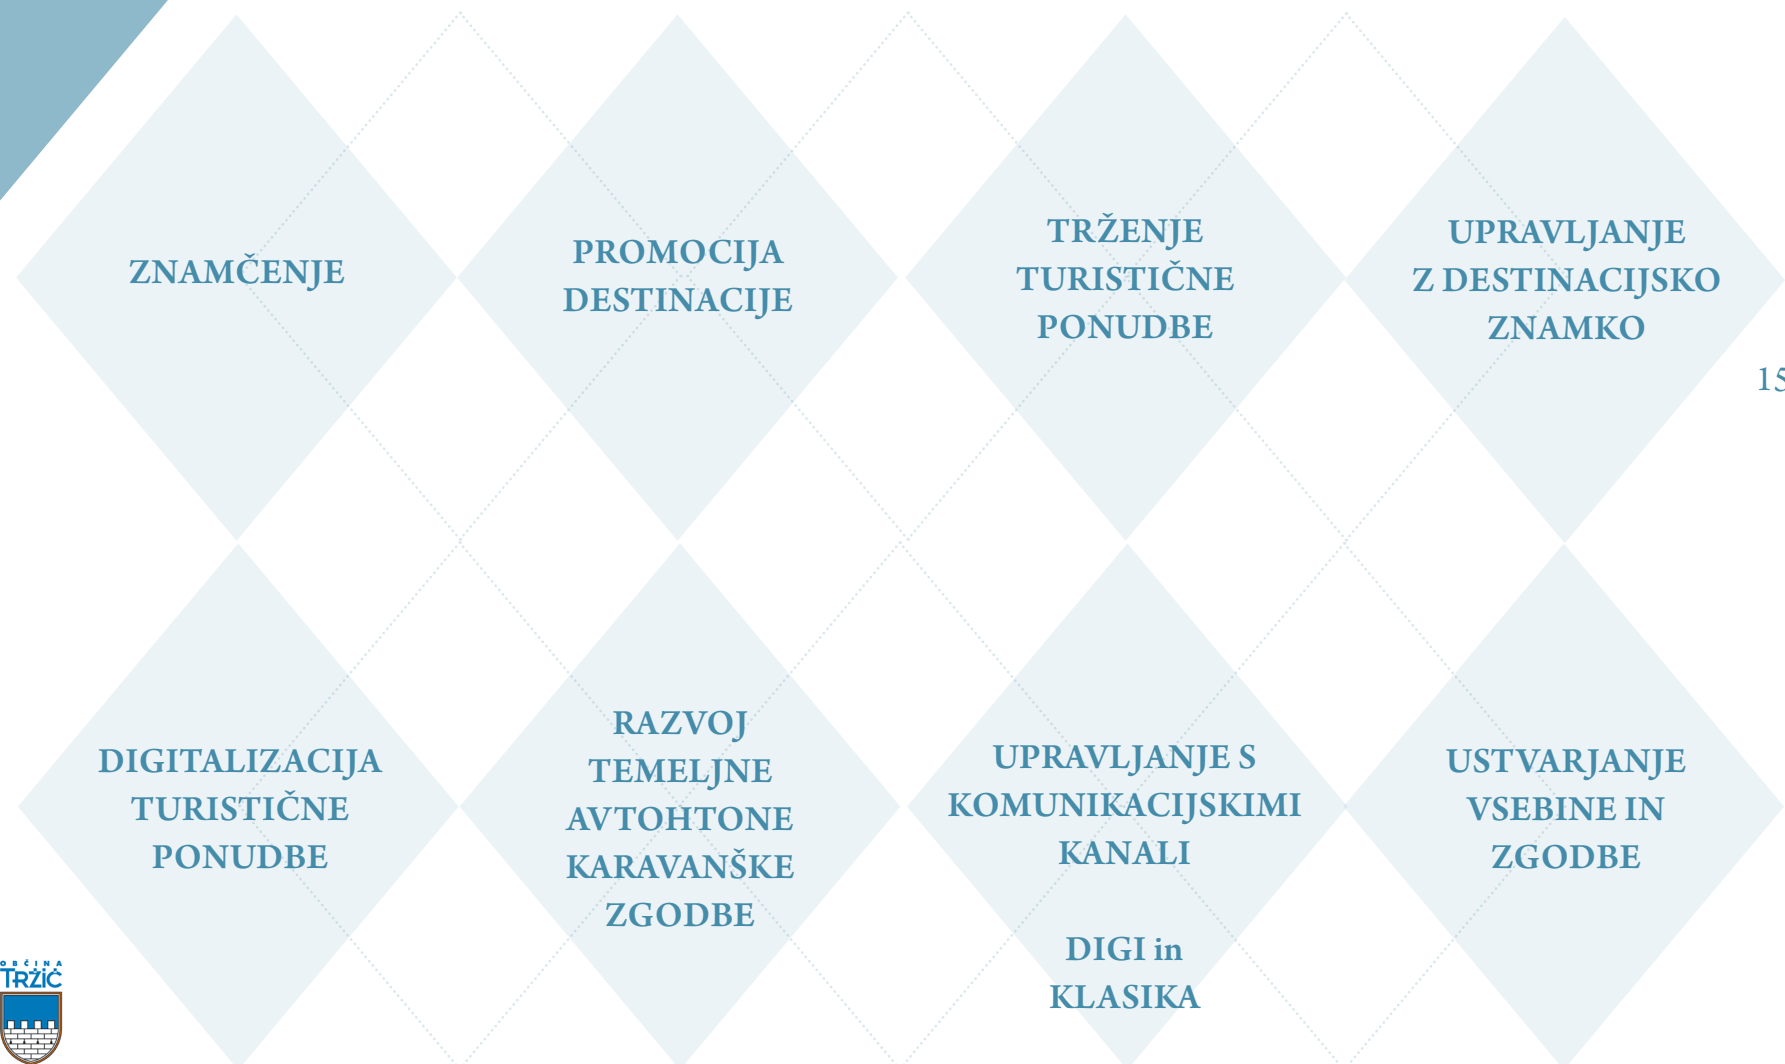 ZNAMČENJE
PROMOCIJA
DESTINACIJE
TRŽENJE
TURISTIČNE
PONUDBE
UPRAVLJANJE
Z DESTINACIJSKO
ZNAMKO
15
DIGITALIZACIJA
TURISTIČNE
PONUDBE
RAZVOJ
TEMELJNE
AVTOHTONE
KARAVANŠKE
ZGODBE
UPRAVLJANJE S
KOMUNIKACIJSKIMI
KANALI
DIGI in
KLASIKA
USTVARJANJE
VSEBINE IN
ZGODBE
OBČINA
TRŽIČ